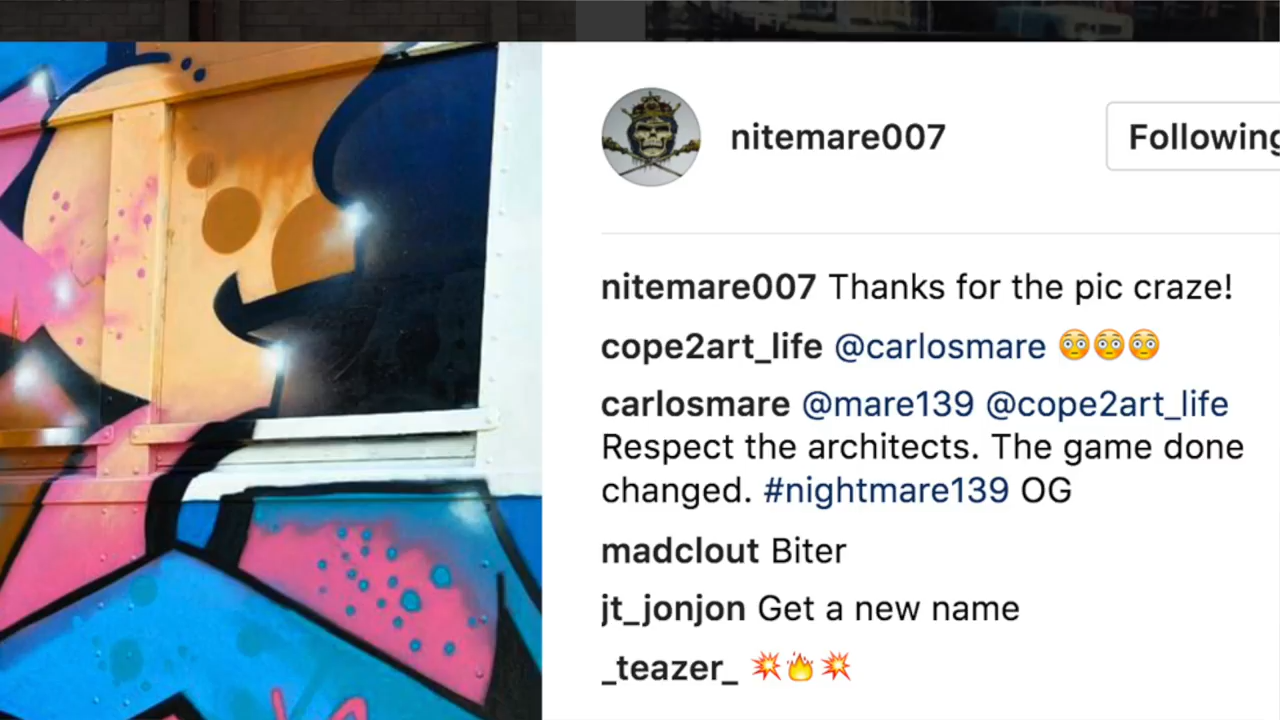 nitemare007
Following
nitemare007 Thanks for the pic craze!
cope2art_life @carlosmare 😳😳😳
carlosmare @mare139 @cope2art_life
Respect the architects. The game done
changed. #nightmare139 OG
madclout Biter
jt_jonjon Get a new name
_teazer_ 💥🔥💥